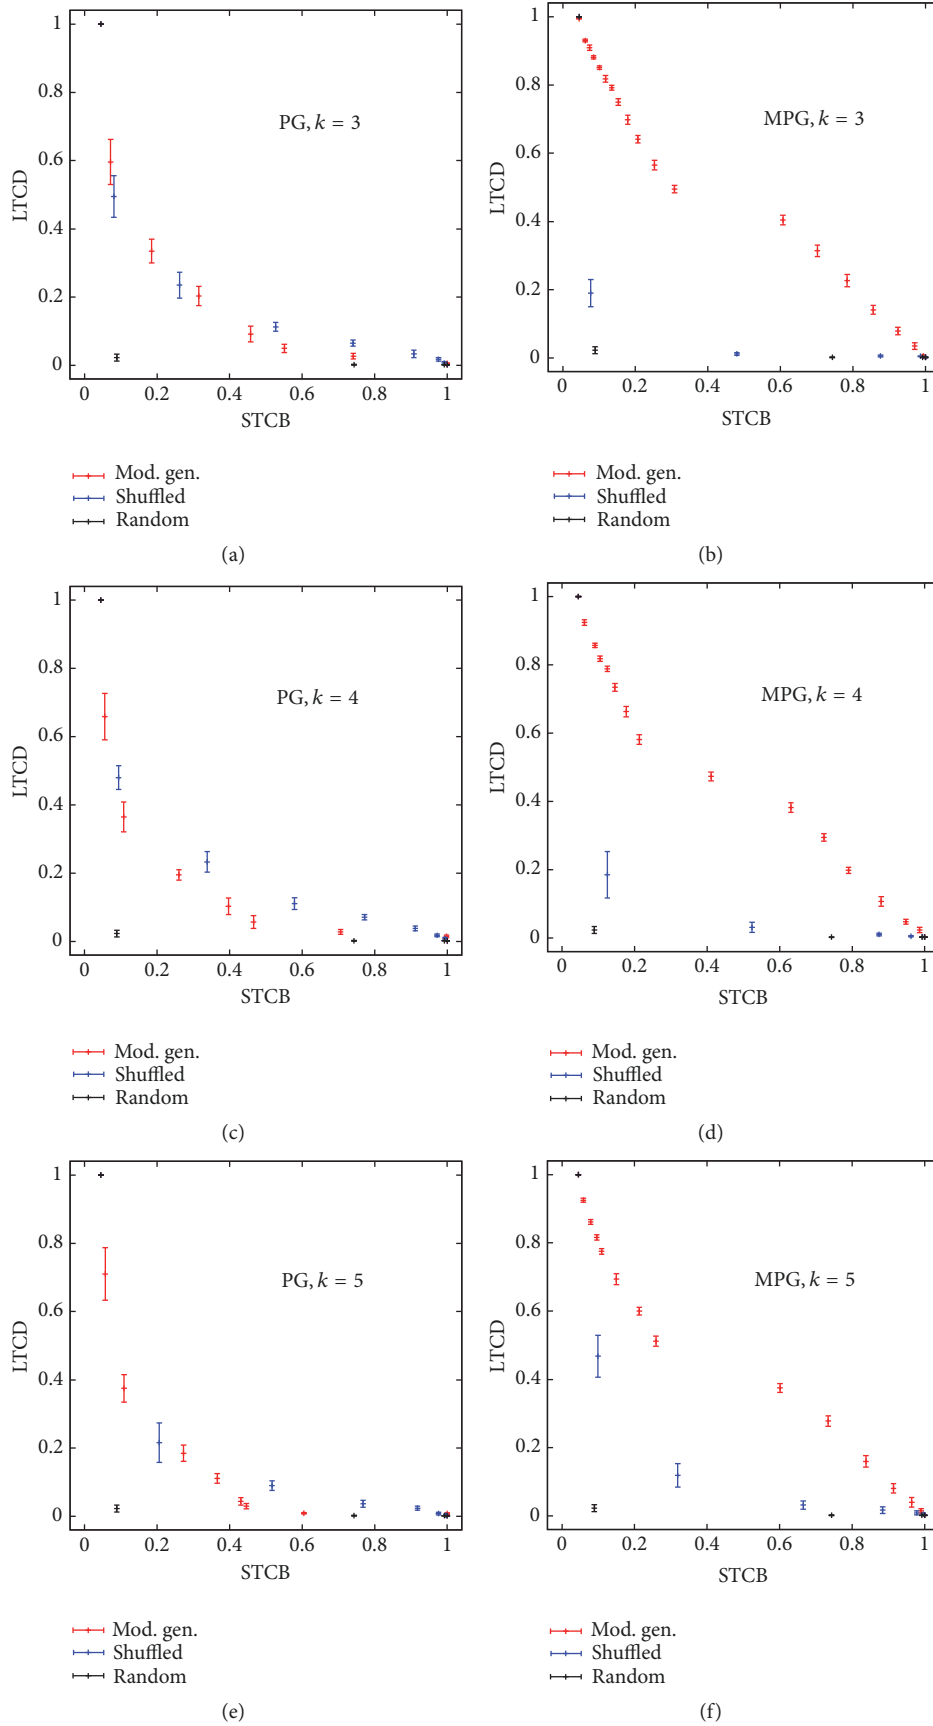 1
0.8
0.6
0.4
0.2
0
LTCD
PG, k = 3
0 0.2 0.4 0.6 0.8 1
STCB
Mod. gen.
Shuffled
Random
(a)
1
0.8
0.6
0.4
0.2
0
LTCD
MPG, k = 3
0 0.2 0.4 0.6 0.8 1
STCB
Mod. gen.
Shuffled
Random
(b)
1
0.8
0.6
0.4
0.2
0
LTCD
PG, k = 4
0 0.2 0.4 0.6 0.8 1
STCB
Mod. gen.
Shuffled
Random
(c)
1
0.8
0.6
0.4
0.2
0
LTCD
MPG, k = 4
0 0.2 0.4 0.6 0.8 1
STCB
Mod. gen.
Shuffled
Random
(d)
1
0.8
0.6
0.4
0.2
0
LTCD
PG, k = 5
0 0.2 0.4 0.6 0.8 1
STCB
Mod. gen.
Shuffled
Random
(e)
1
0.8
0.6
0.4
0.2
0
LTCD
MPG, k = 5
0 0.2 0.4 0.6 0.8 1
STCB
Mod. gen.
Shuffled
Random
(f)